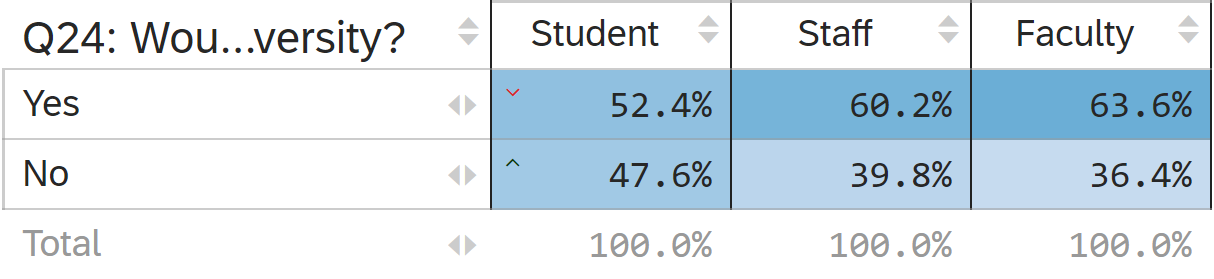 Q24: Wou...versity? Student Staff Faculty
Yes 52.4% 60.2% 63.6%
No 47.6% 39.8% 36.4%
Total 100.0% 100.0% 100.0%